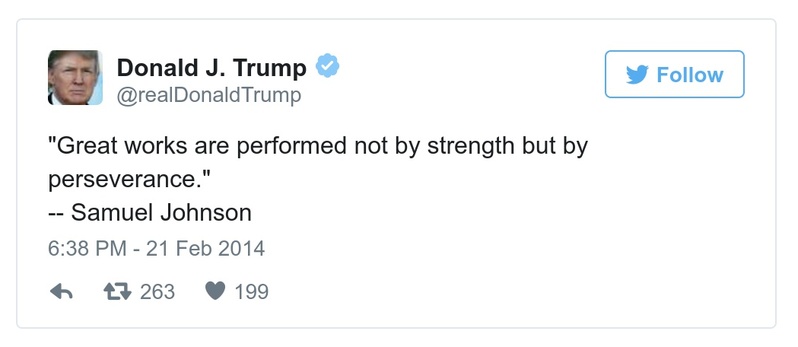 Donald J. Trump
@realDonaldTrump
Follow
"Great works are performed not by strength but by
perseverance."
-- Samuel Johnson
6:38 PM - 21 Feb 2014
263 199